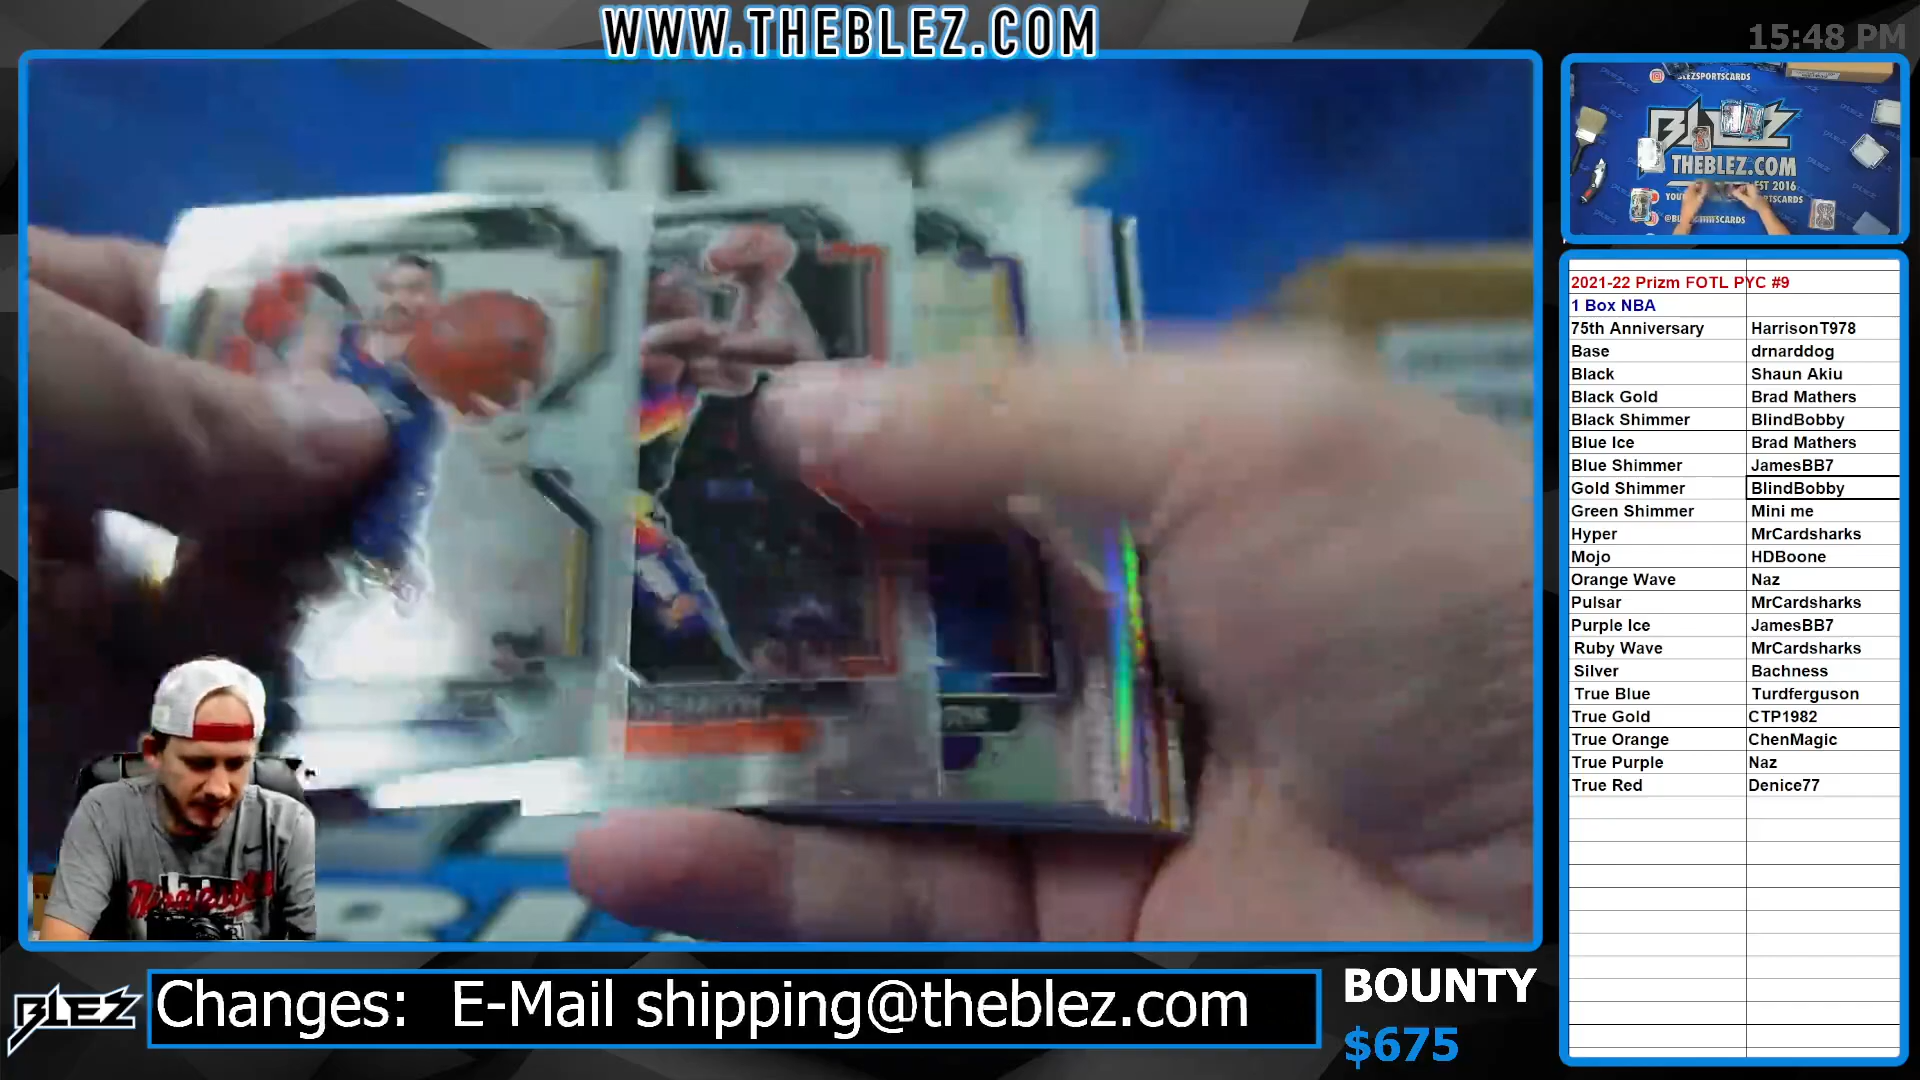 WWW.THEBLEZ.COM
15:48 PM
BLEZ
THEBLEZ.COM
EST 2016
2021-22 Prizm FOTL PYC #9
1 Box NBA
75th Anniversary HarrisonT978
Base drnarddog
Black Shaun Akiu
Black Gold Brad Mathers
Black Shimmer BlindBobby
Blue Ice Brad Mathers
Blue Shimmer JamesBB7
Gold Shimmer BlindBobby
Green Shimmer Mini me
Hyper MrCardsharks
Mojo HDBoone
Orange Wave Naz
Pulsar MrCardsharks
Purple Ice JamesBB7
Ruby Wave MrCardsharks
Silver Bachness
True Blue Turdferguson
True Gold CTP1982
True Orange ChenMagic
True Purple Naz
True Red Denice77
BLEZ
Changes: E-Mail shipping@theblez.com
BOUNTY
$675